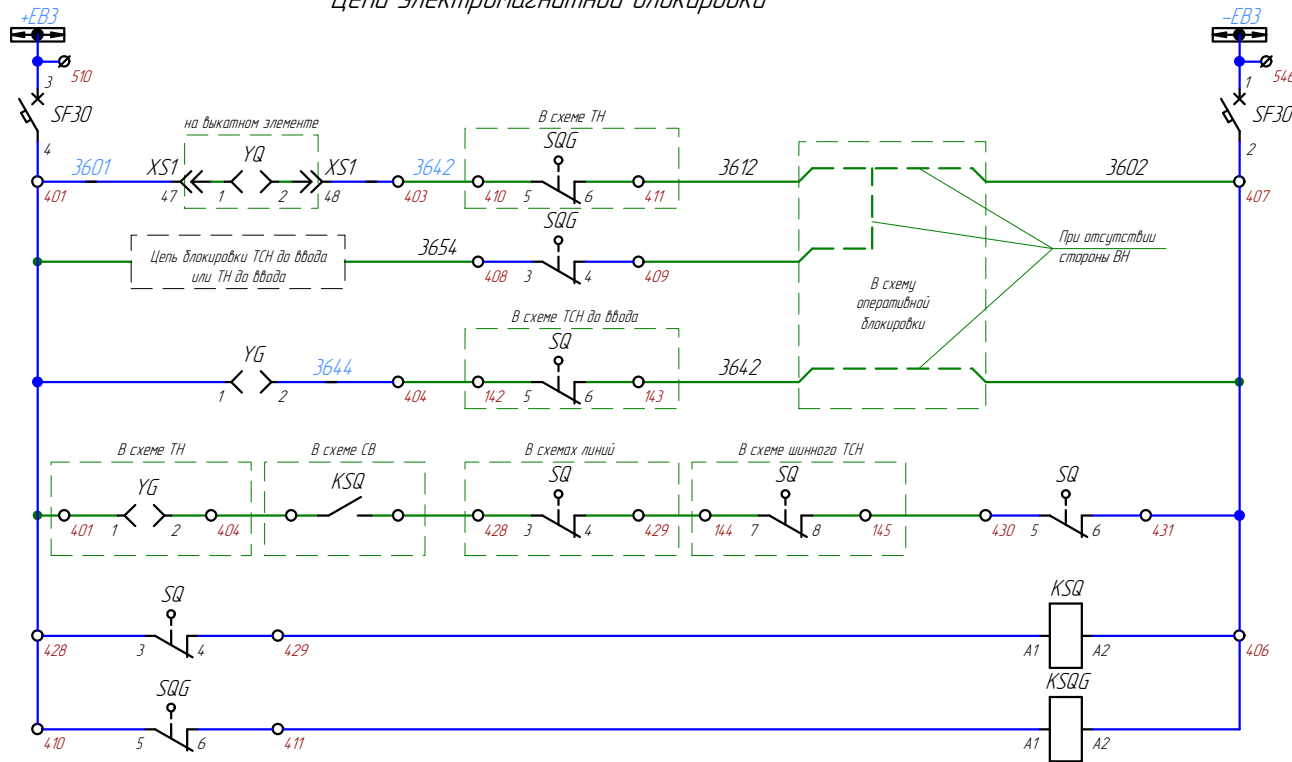 Цепи электромагнитной блокировки
+ЕВ3
-ЕВ3
510
546
3
1
SF30
SF30
4
2
на выкатном элементе
В схеме ТН
3601
XS1
YQ
XS1
3642
SQG
3612
3602
401
47
1
2
48
403
410
5
6
411
407
Цепь блокировки ТСН до ввода
или ТН до ввода
3654
SQG
408
3
4
409
При отсутствии
стороны ВН
В схему
оперативной
блокировки
В схеме ТСН до ввода
YG
3644
SQ
3642
1
2
404
142
5
6
143
В схеме ТН
В схеме СВ
В схемах линий
В схеме шинного ТСН
YG
KSQ
SQ
SQ
SQ
401
1
2
404
428
3
4
429
144
7
8
145
430
5
6
431
SQ
KSQ
428
3
4
429
A1
A2
406
SQG
KSQG
410
5
6
411
A1
A2